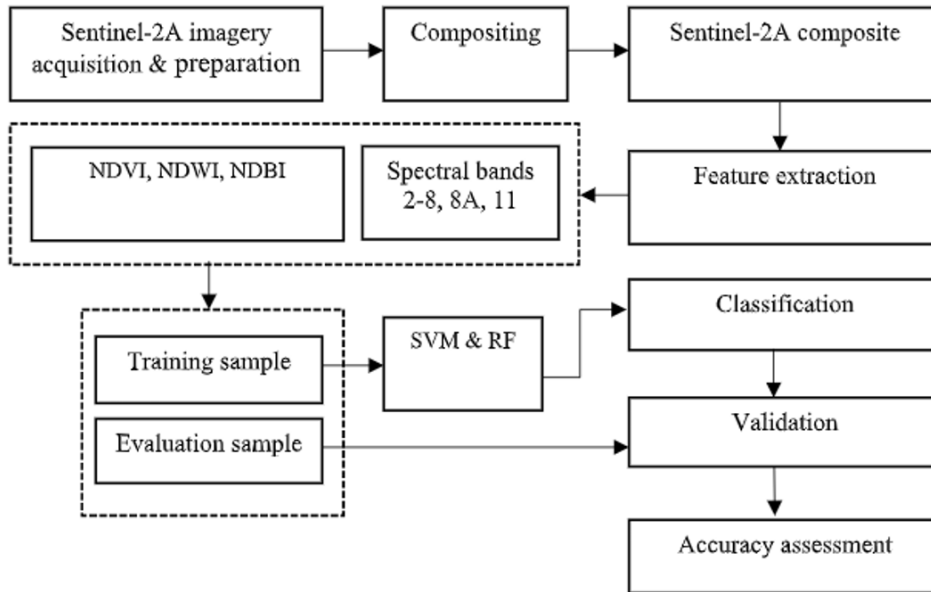 Sentinel-2A imagery
acquisition & preparation
Compositing
Sentinel-2A composite
NDVI, NDWI, NDBI
Spectral bands
2-8, 8A, 11
Feature extraction
Training sample
Evaluation sample
SVM & RF
Classification
Validation
Accuracy assessment